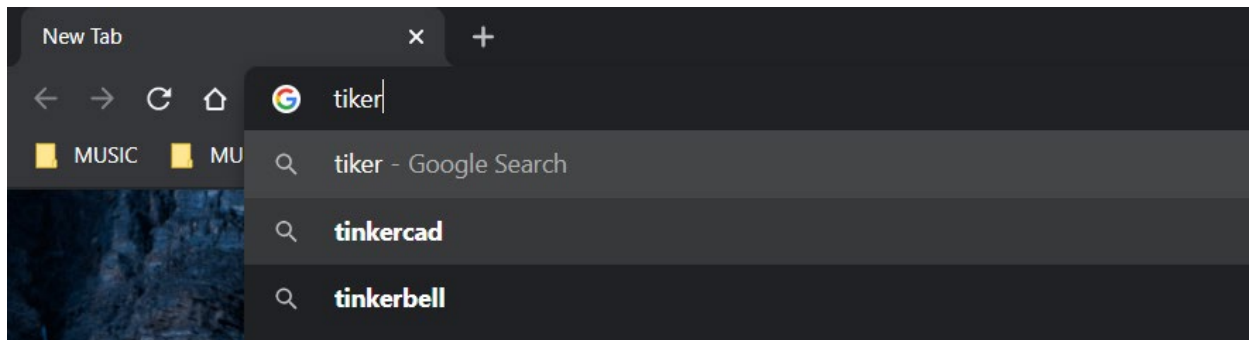 New Tab
tiker
MUSIC MU
tiker - Google Search
tinkercad
tinkerbell